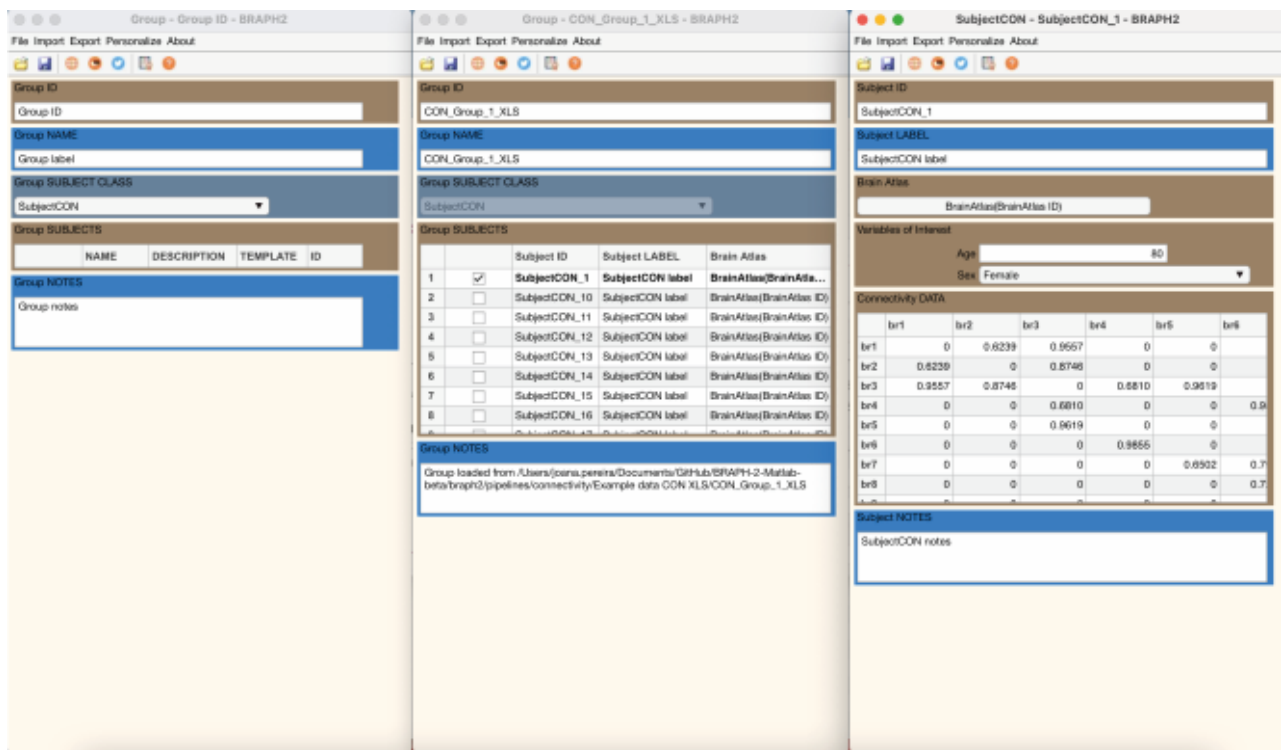 Group - Group ID - BRAPH2
File Import Export Personalize About
Group ID
Group ID
Group NAME
Group label
Group SUBJECT CLASS
SubjectCON
Group SUBJECTS
NAME DESCRIPTION TEMPLATE ID
Group NOTES
Group notes
Group - CON_Group_1_XLS - BRAPH2
File Import Export Personalize About
Group ID
CON_Group_1_XLS
Group NAME
CON_Group_1_XLS
Group SUBJECT CLASS
SubjectCON
Group SUBJECTS
Subject ID Subject LABEL Brain Atlas
1 SubjectCON_1 SubjectCON label BrainAtlas(BrainAtla...
2 SubjectCON_10 SubjectCON label BrainAtlas(BrainAtlas ID)
3 SubjectCON_11 SubjectCON label BrainAtlas(BrainAtlas ID)
4 SubjectCON_12 SubjectCON label BrainAtlas(BrainAtlas ID)
5 SubjectCON_13 SubjectCON label BrainAtlas(BrainAtlas ID)
6 SubjectCON_14 SubjectCON label BrainAtlas(BrainAtlas ID)
7 SubjectCON_15 SubjectCON label BrainAtlas(BrainAtlas ID)
8 SubjectCON_16 SubjectCON label BrainAtlas(BrainAtlas ID)
Group NOTES
Group loaded from /Users/joana.pereira/Documents/GitHub/BRAPH-2-Matlab-
beta/braph2/pipelines/connectivity/Example data CON XLS/CON_Group_1_XLS
SubjectCON - SubjectCON_1 - BRAPH2
File Import Export Personalize About
Subject ID
SubjectCON_1
Subject LABEL
SubjectCON label
Brain Atlas
BrainAtlas(BrainAtlas ID)
Variables of Interest
Age 80
Sex Female
Connectivity DATA
br1 br2 br3 br4 br5 br6
br1 0 0.6239 0.9557 0 0
br2 0.6239 0 0.8746 0 0
br3 0.9557 0.8746 0 0.6810 0.9619
br4 0 0 0.6810 0 0 0.9
br5 0 0 0.9619 0 0
br6 0 0 0 0.9855 0
br7 0 0 0 0 0.6502 0.7
br8 0 0 0 0 0 0.7
Subject NOTES
SubjectCON notes